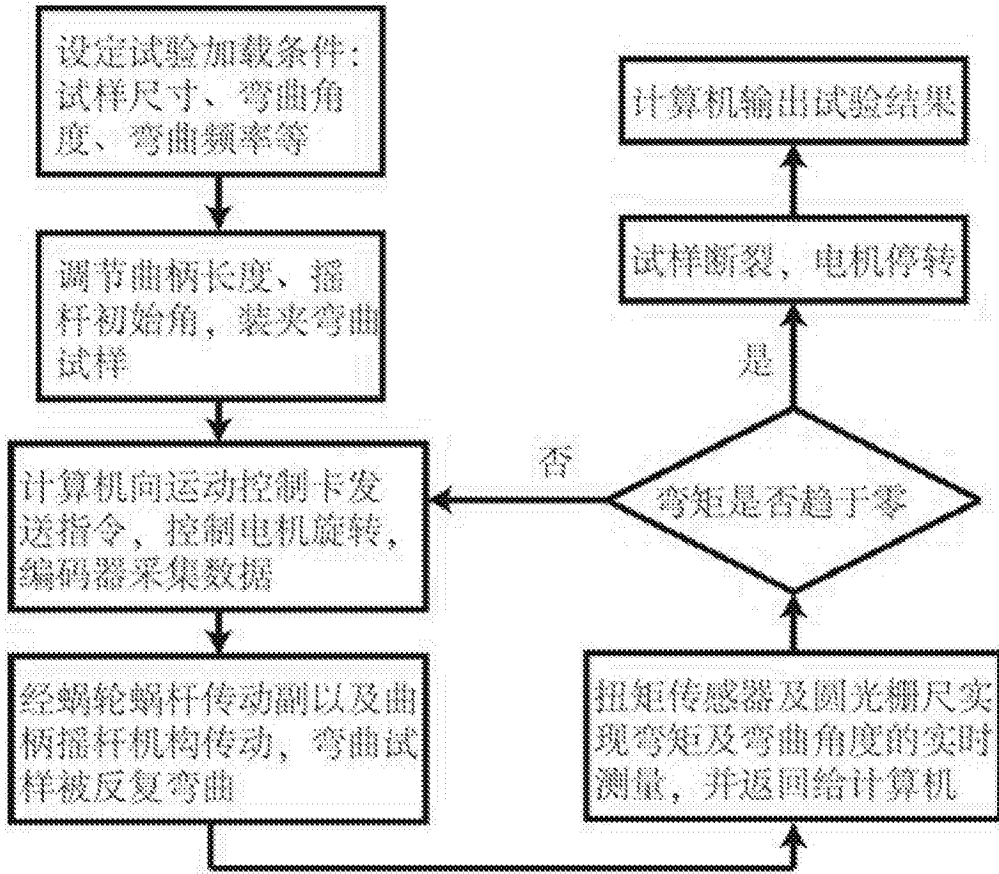 设定试验加载条件：
试样尺寸、弯曲角
度、弯曲频率等
调节曲柄长度、摇
杆初始角，装夹弯曲
试样
计算机向运动控制卡发
送指令，控制电机旋转，
编码器采集数据
经蜗轮蜗杆传动副以及曲
柄摇杆机构传动，弯曲试
样被反复弯曲
扭矩传感器及圆光栅尺实
现弯矩及弯曲角度的实时
测量，并返回给计算机
弯矩是否趋于零
否
是
试样断裂，电机停转
计算机输出试验结果